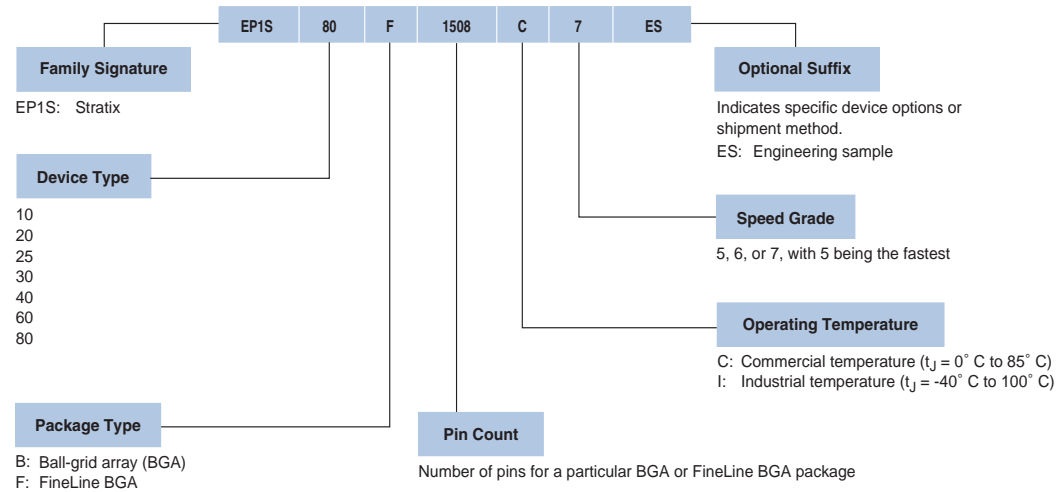 EP1S 80 F 1508 C 7 ES
Family Signature
EP1S: Stratix
Device Type
10
20
25
30
40
60
80
Package Type
B: Ball-grid array (BGA)
F: FineLine BGA
Pin Count
Number of pins for a particular BGA or FineLine BGA package
Optional Suffix
Indicates specific device options or
shipment method.
ES: Engineering sample
Speed Grade
5, 6, or 7, with 5 being the fastest
Operating Temperature
C: Commercial temperature (tJ = 0° C to 85° C)
I: Industrial temperature (tJ = -40° C to 100° C)